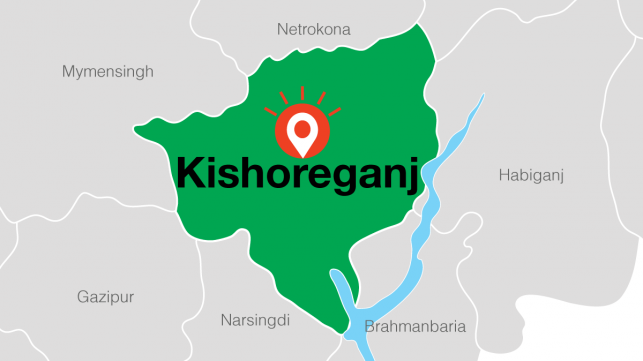 Netrokona
Mymensingh
Kishoreganj
Habiganj
Gazipur
Narsingdi
Brahmanbaria